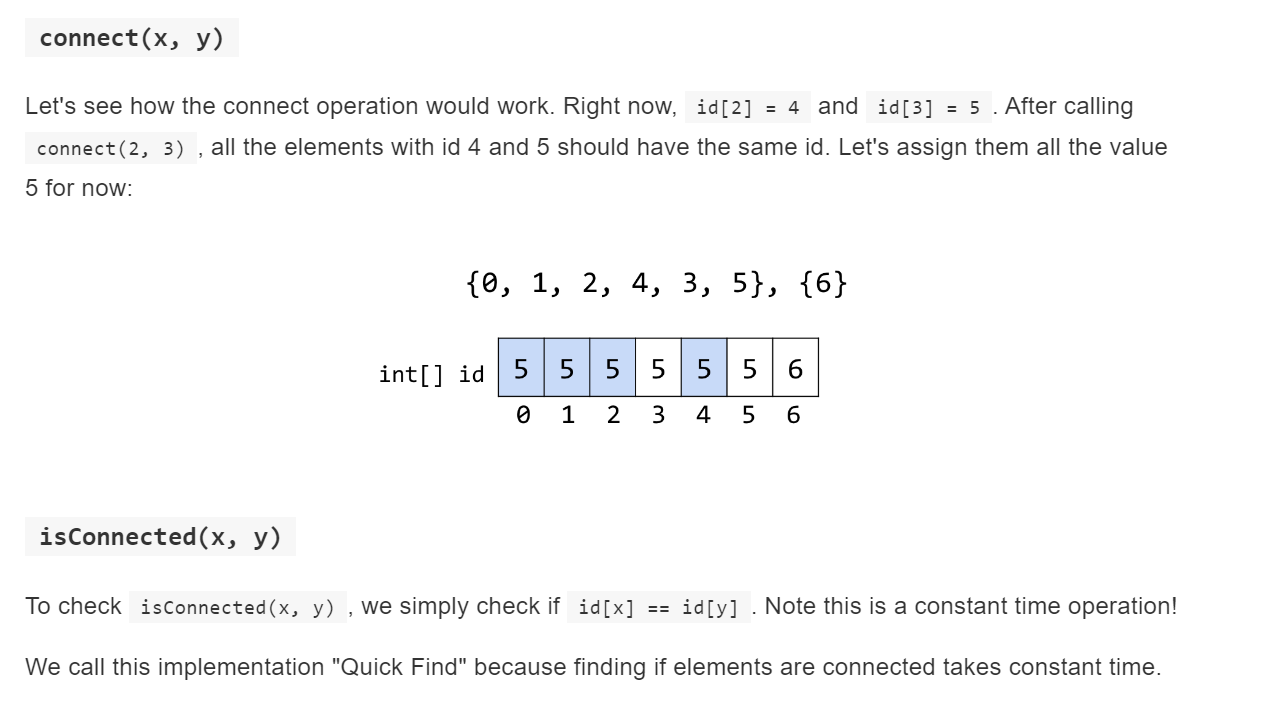 connect(x, y)
Let's see how the connect operation would work. Right now, id[2] = 4 and id[3] = 5 . After calling
connect(2, 3) , all the elements with id 4 and 5 should have the same id. Let's assign them all the value
5 for now:
{0, 1, 2, 4, 3, 5}, {6}
int[] id 5 5 5 5 5 5 6
0 1 2 3 4 5 6
isConnected(x, y)
To check isConnected(x, y) , we simply check if id[x] == id[y] . Note this is a constant time operation!
We call this implementation "Quick Find" because finding if elements are connected takes constant time.